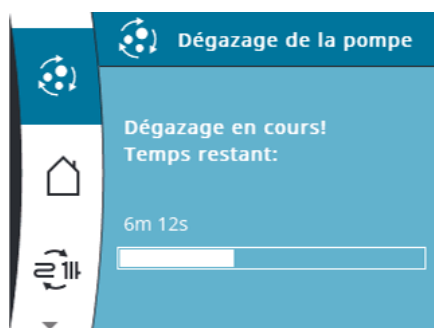 Dégazage de la pompe
Dégazage en cours!
Temps restant:
6m 12s